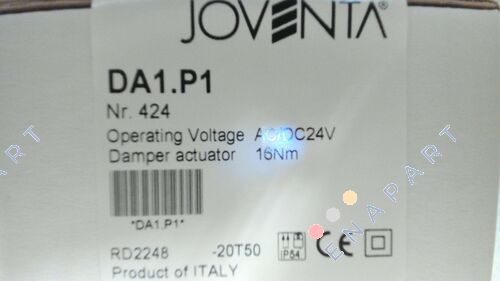 JOVENTA®
DA1.P1
Nr. 424
Operating Voltage AC/DC24V
Damper actuator 16Nm
*DA1.P1*
RD2248 -20T50
IP54
CE
Product of ITALY
ENAPART
ENAPART